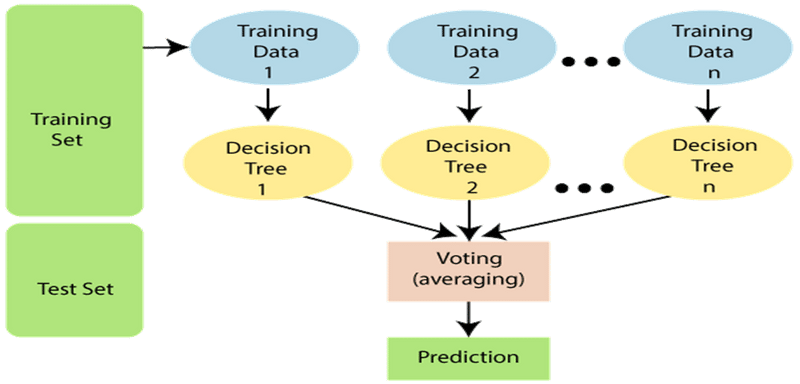 Training
Set
Training
Data
1
Training
Data
2
Training
Data
n
Decision
Tree
1
Decision
Tree
2
Decision
Tree
n
Test Set
Voting
(averaging)
Prediction